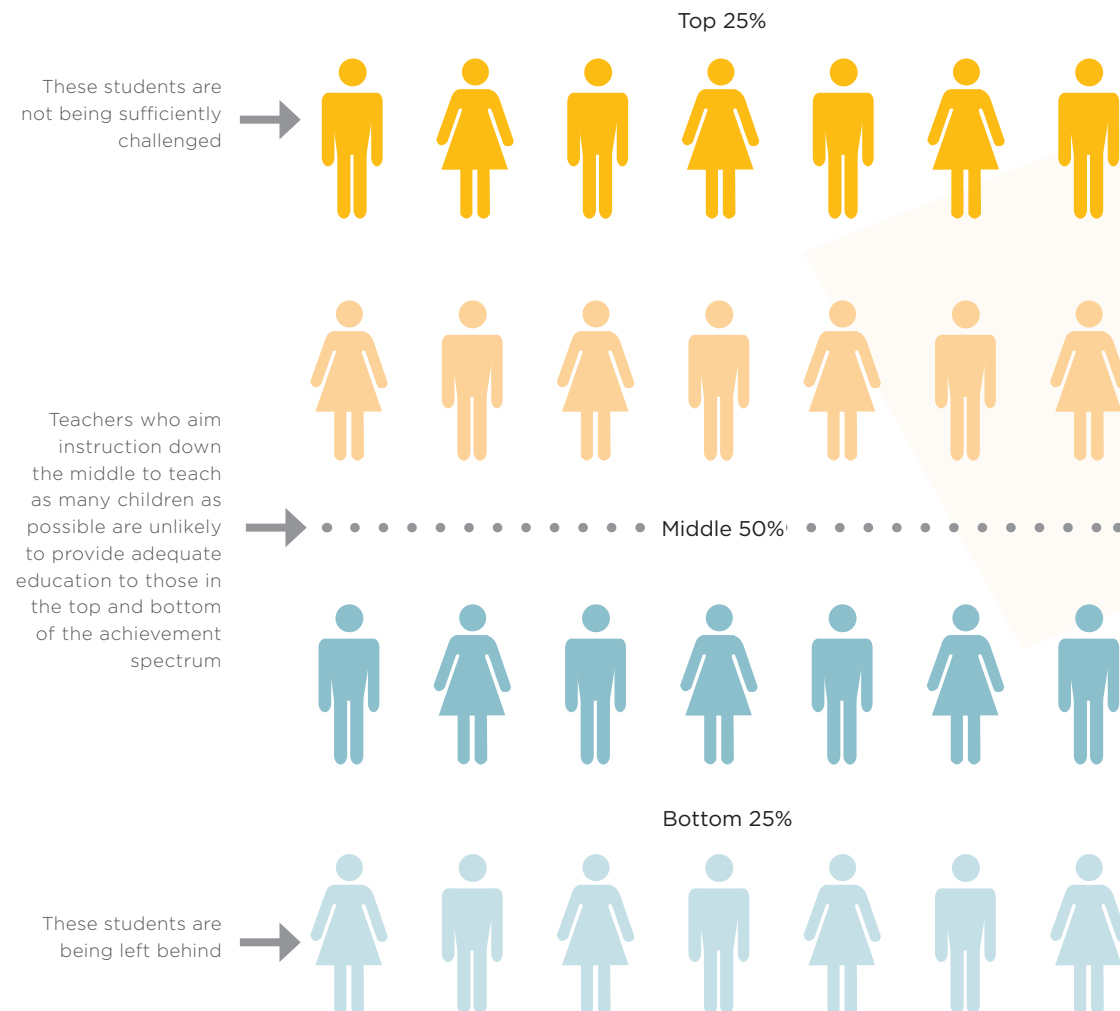 Top 25%
These students are
not being sufficiently
challenged
Teachers who aim
instruction down
the middle to teach
as many children as
possible are unlikely
to provide adequate
education to those in
the top and bottom
of the achievement
spectrum
Middle 50%
Bottom 25%
These students are
being left behind